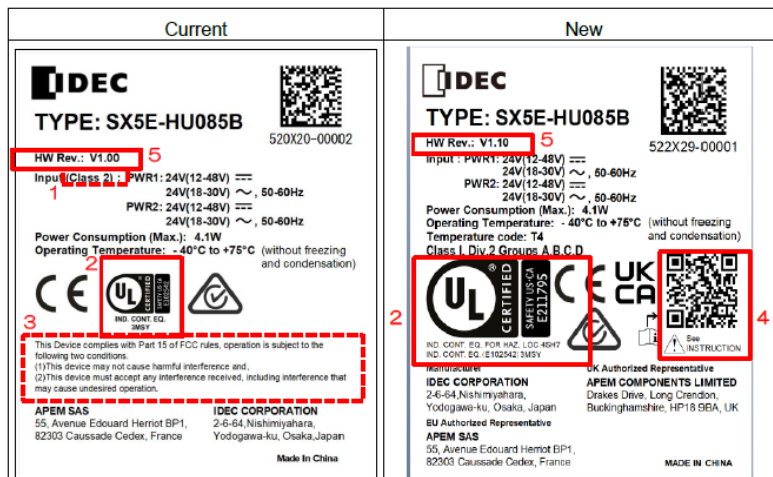 Current
New
IDEC
TYPE: SX5E-HU085B
520X20-00002
HW Rev.: V1.00
5
Input (Class 2) : PWR1: 24V(12-48V)
1
24V(18-30V) ～, 50-60Hz
PWR2: 24V(12-48V)
24V(18-30V) ～, 50-60Hz
Power Consumption (Max.): 4.1W
Operating Temperature: - 40°C to +75°C (without freezing
and condensation)
2
CE
UL
CERTIFIED
SAFETY US-CA
E102542
IND. CONT. EQ.
3MSY
3
This Device complies with Part 15 of FCC rules, operation is subject to the
following two conditions.
(1)This device may not cause harmful interference and,
(2)This device must accept any interference received, including interference that
may cause undesired operation.
APEM SAS
55, Avenue Edouard Herriot BP1,
82303 Caussade Cedex, France
IDEC CORPORATION
2-6-64,Nishimiyahara,
Yodogawa-ku, Osaka,Japan
Made In China
IDEC
TYPE: SX5E-HU085B
522X29-00001
HW Rev.: V1.10
5
Input : PWR1: 24V(12-48V)
24V(18-30V) ～, 50-60Hz
PWR2: 24V(12-48V)
24V(18-30V) ～, 50-60Hz
Power Consumption (Max.): 4.1W
Operating Temperature: - 40°C to +75°C (without freezing
and condensation)
Temperature code: T4
Class I, Div.2 Groups A,B,C,D
2
UL
CERTIFIED
SAFETY US-CA
E211795
CE
UK
CA
4
See
INSTRUCTION
IND. CONT. EQ. FOR HAZ. LOC.4SH7
IND. CONT. EQ.(E102542) 3MSY
Manufacturer
IDEC CORPORATION
2-6-64,Nishimiyahara,
Yodogawa-ku, Osaka, Japan
EU Authorized Representative
APEM SAS
55, Avenue Edouard Herriot BP1,
82303 Caussade Cedex, France
UK Authorized Representative
APEM COMPONENTS LIMITED
Drakes Drive, Long Crendon,
Buckinghamshire, HP18 9BA, UK
MADE IN CHINA